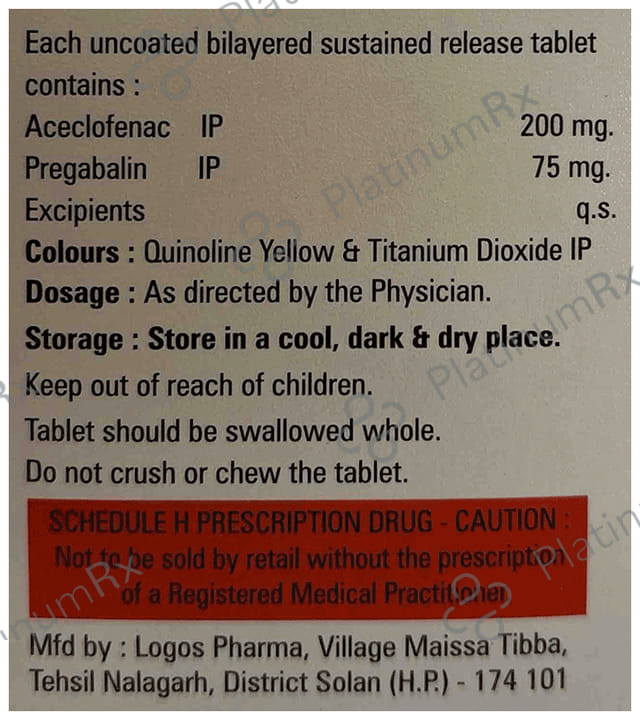 Each uncoated bilayered sustained release tablet
contains :
Aceclofenac IP 200 mg.
Pregabalin IP 75 mg.
Excipients q.s.
Colours : Quinoline Yellow & Titanium Dioxide IP
Dosage : As directed by the Physician.
Storage : Store in a cool, dark & dry place.
Keep out of reach of children.
Tablet should be swallowed whole.
Do not crush or chew the tablet.
SCHEDULE H PRESCRIPTION DRUG - CAUTION :
Not to be sold by retail without the prescription
of a Registered Medical Practitioner
Mfd by : Logos Pharma, Village Maissa Tibba,
Tehsil Nalagarh, District Solan (H.P.) - 174 101
PlatinumRx